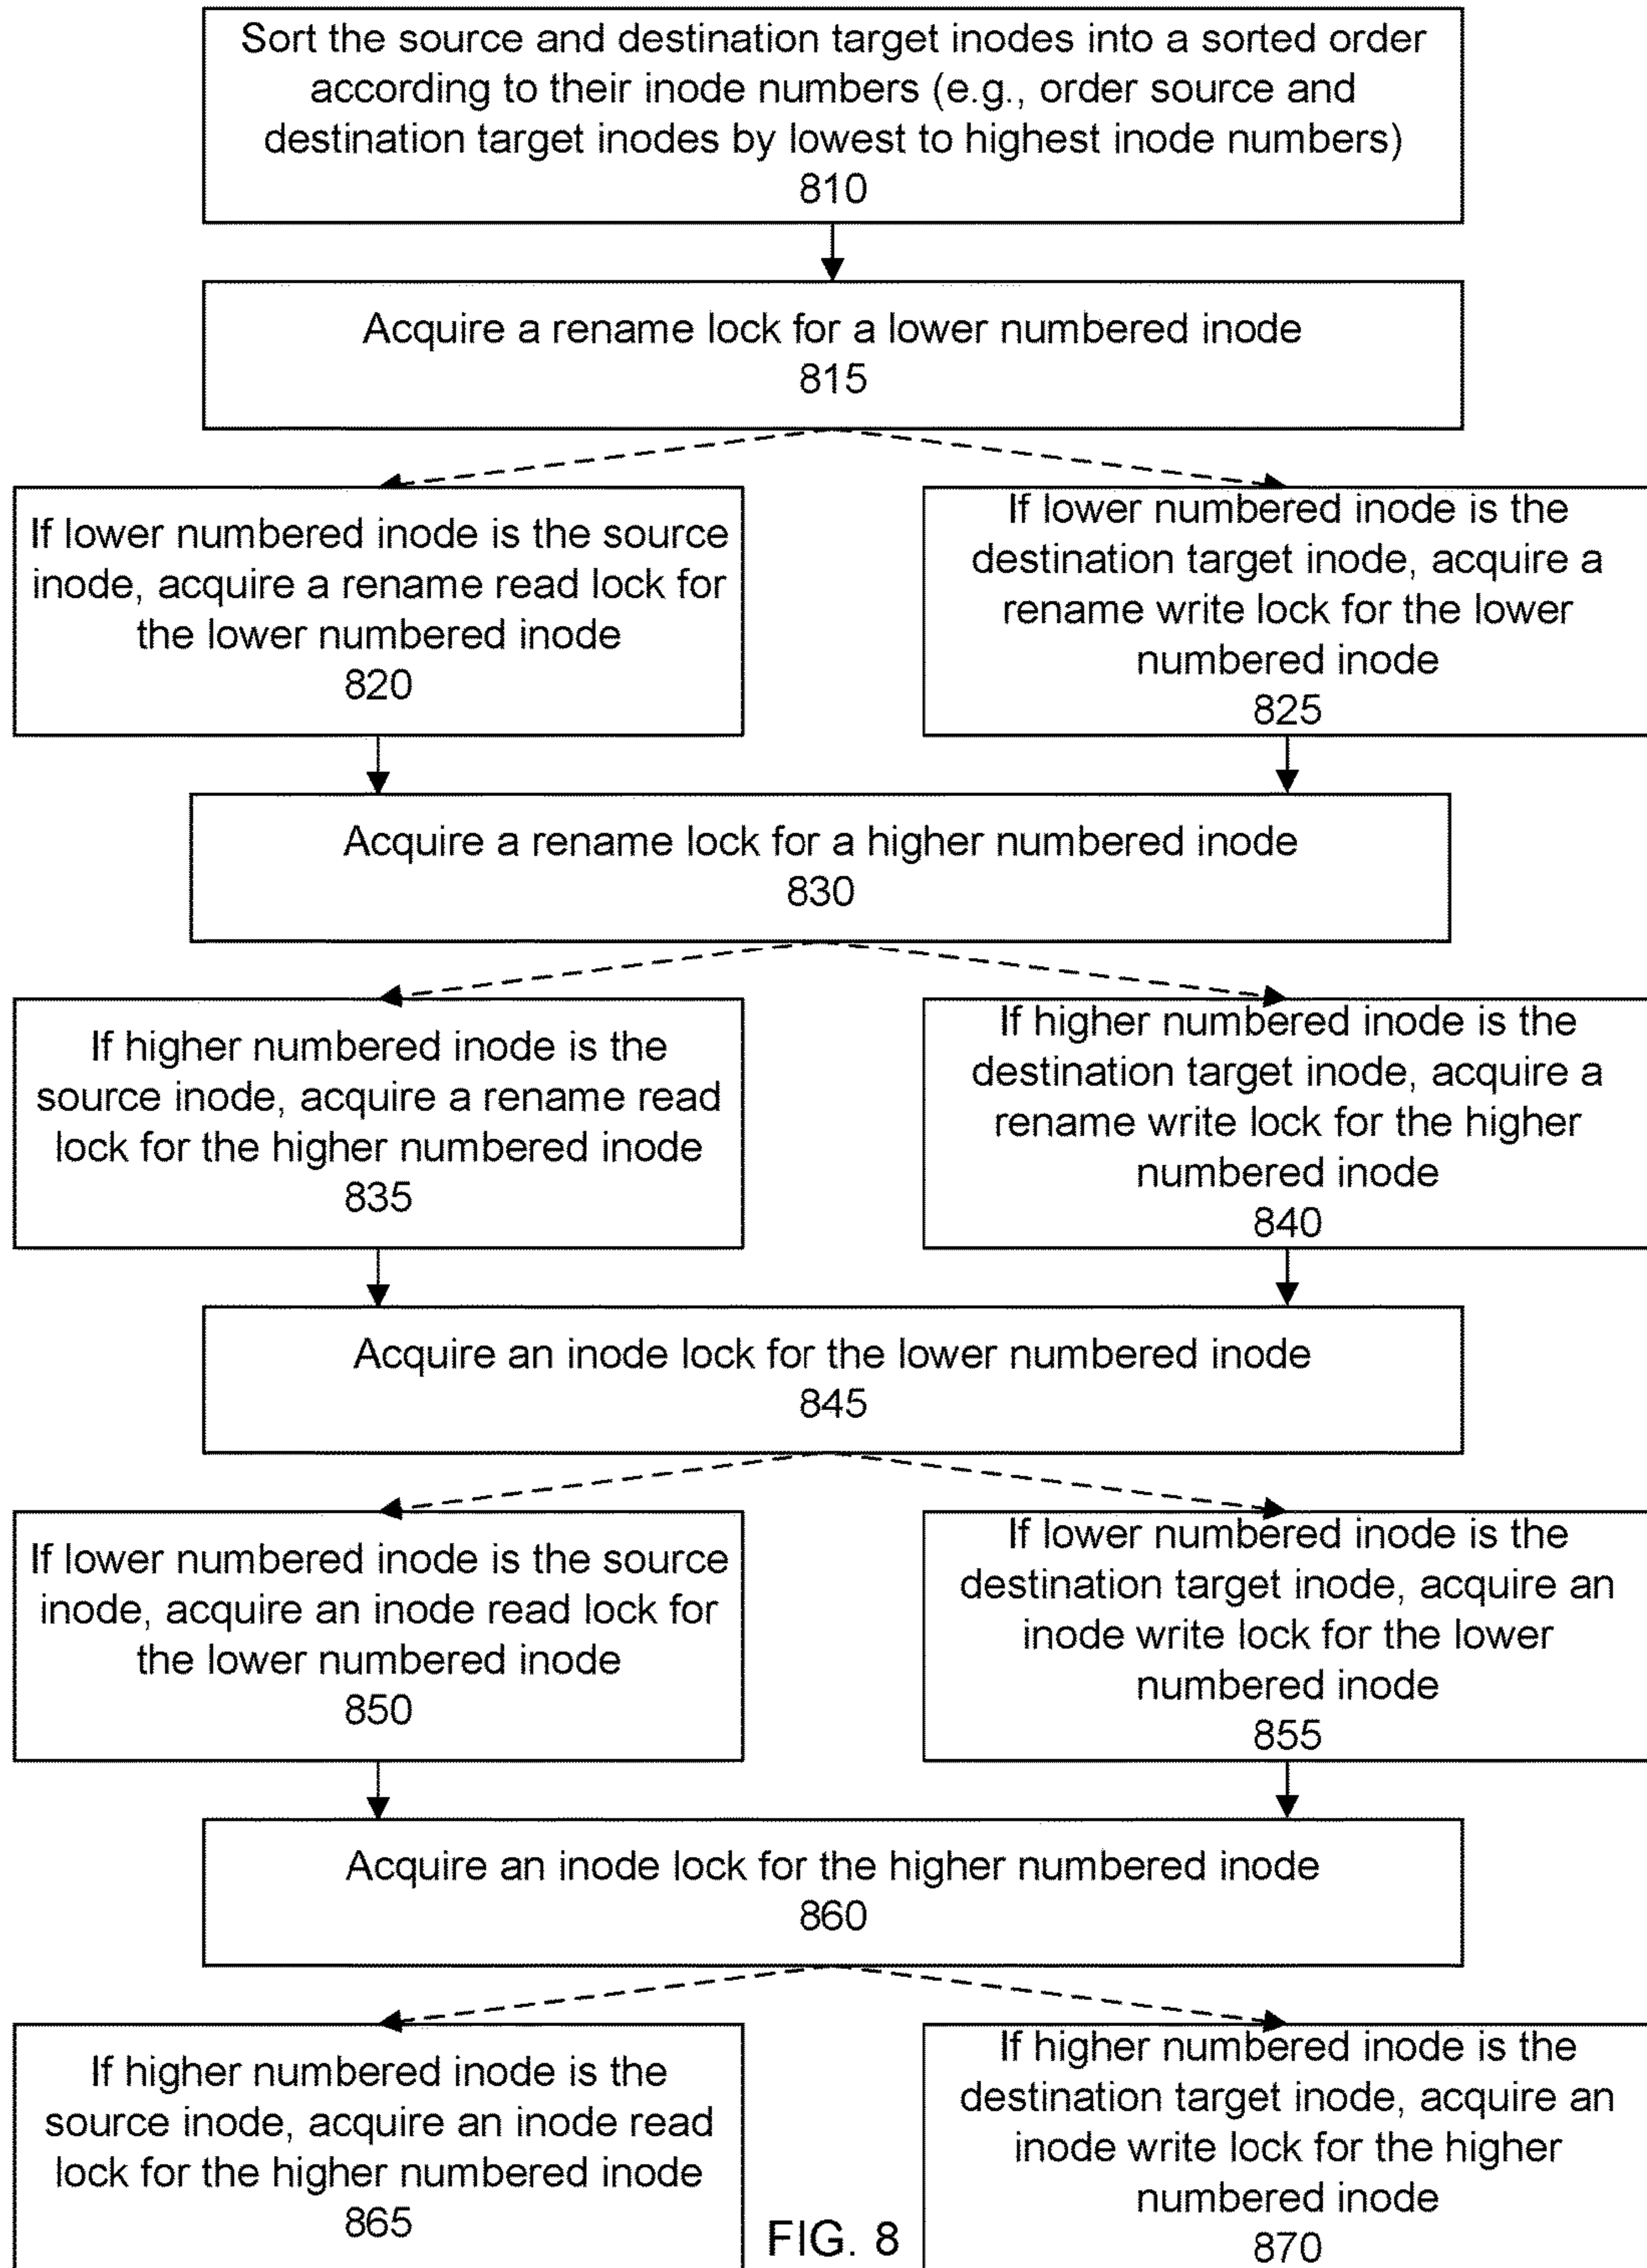 Sort the source and destination target inodes into a sorted order
according to their inode numbers (e.g., order source and
destination target inodes by lowest to highest inode numbers)
810
Acquire a rename lock for a lower numbered inode
815
If lower numbered inode is the source
inode, acquire a rename read lock for
the lower numbered inode
820
If lower numbered inode is the
destination target inode, acquire a
rename write lock for the lower
numbered inode
825
Acquire a rename lock for a higher numbered inode
830
If higher numbered inode is the
source inode, acquire a rename read
lock for the higher numbered inode
835
If higher numbered inode is the
destination target inode, acquire a
rename write lock for the higher
numbered inode
840
Acquire an inode lock for the lower numbered inode
845
If lower numbered inode is the source
inode, acquire an inode read lock for
the lower numbered inode
850
If lower numbered inode is the
destination target inode, acquire an
inode write lock for the lower
numbered inode
855
Acquire an inode lock for the higher numbered inode
860
If higher numbered inode is the
source inode, acquire an inode read
lock for the higher numbered inode
865
If higher numbered inode is the
destination target inode, acquire an
inode write lock for the higher
numbered inode
870
FIG. 8